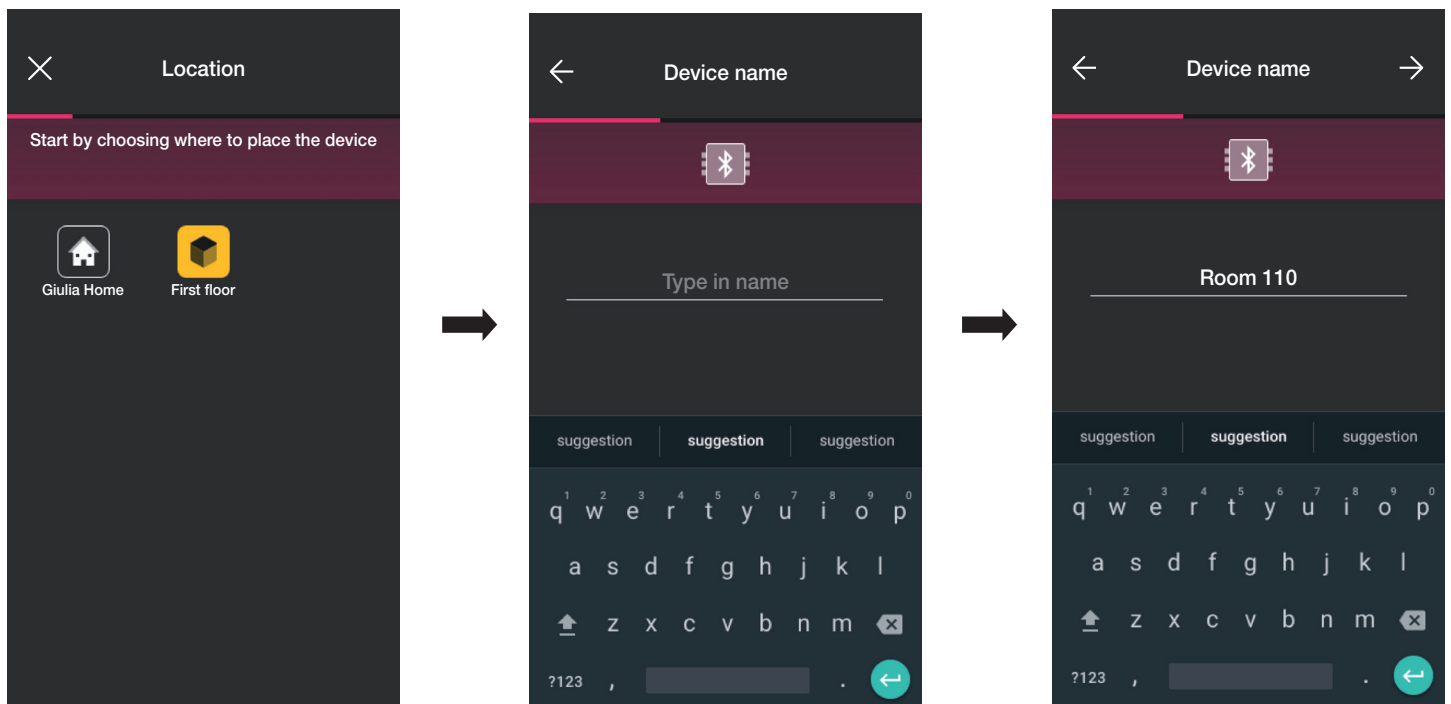 Location
Start by choosing where to place the device
Giulia Home
First floor
Device name
Type in name
suggestion suggestion suggestion
1 2 3 4 5 6 7 8 9 0
q w e r t y u i o p
a s d f g h j k l
z x c v b n m
?123 , .
Device name
Room 110
suggestion suggestion suggestion
1 2 3 4 5 6 7 8 9 0
q w e r t y u i o p
a s d f g h j k l
z x c v b n m
?123 , .